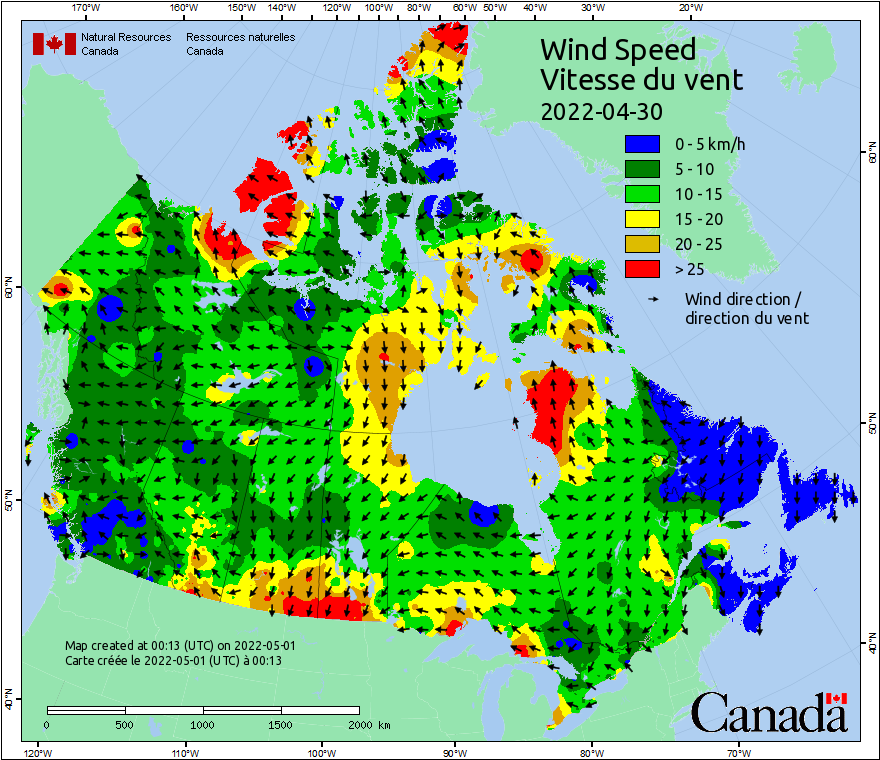 170°W 160°W 150°W 140°W 130°W 120°W 110°W 100°W 90°W 80°W 70°W 60°W 50°W 40°W 30°W 20°W
Natural Resources Canada
Ressources naturelles Canada
Wind Speed
Vitesse du vent
2022-04-30
0 - 5 km/h
5 - 10
10 - 15
15 - 20
20 - 25
> 25
Wind direction /
direction du vent
60°N
50°N
40°N
60°N
50°N
40°N
Map created at 00:13 (UTC) on 2022-05-01
Carte créée le 2022-05-01 (UTC) à 00:13
0 500 1000 1500 2000 km
Canada
120°W 110°W 100°W 90°W 80°W 70°W